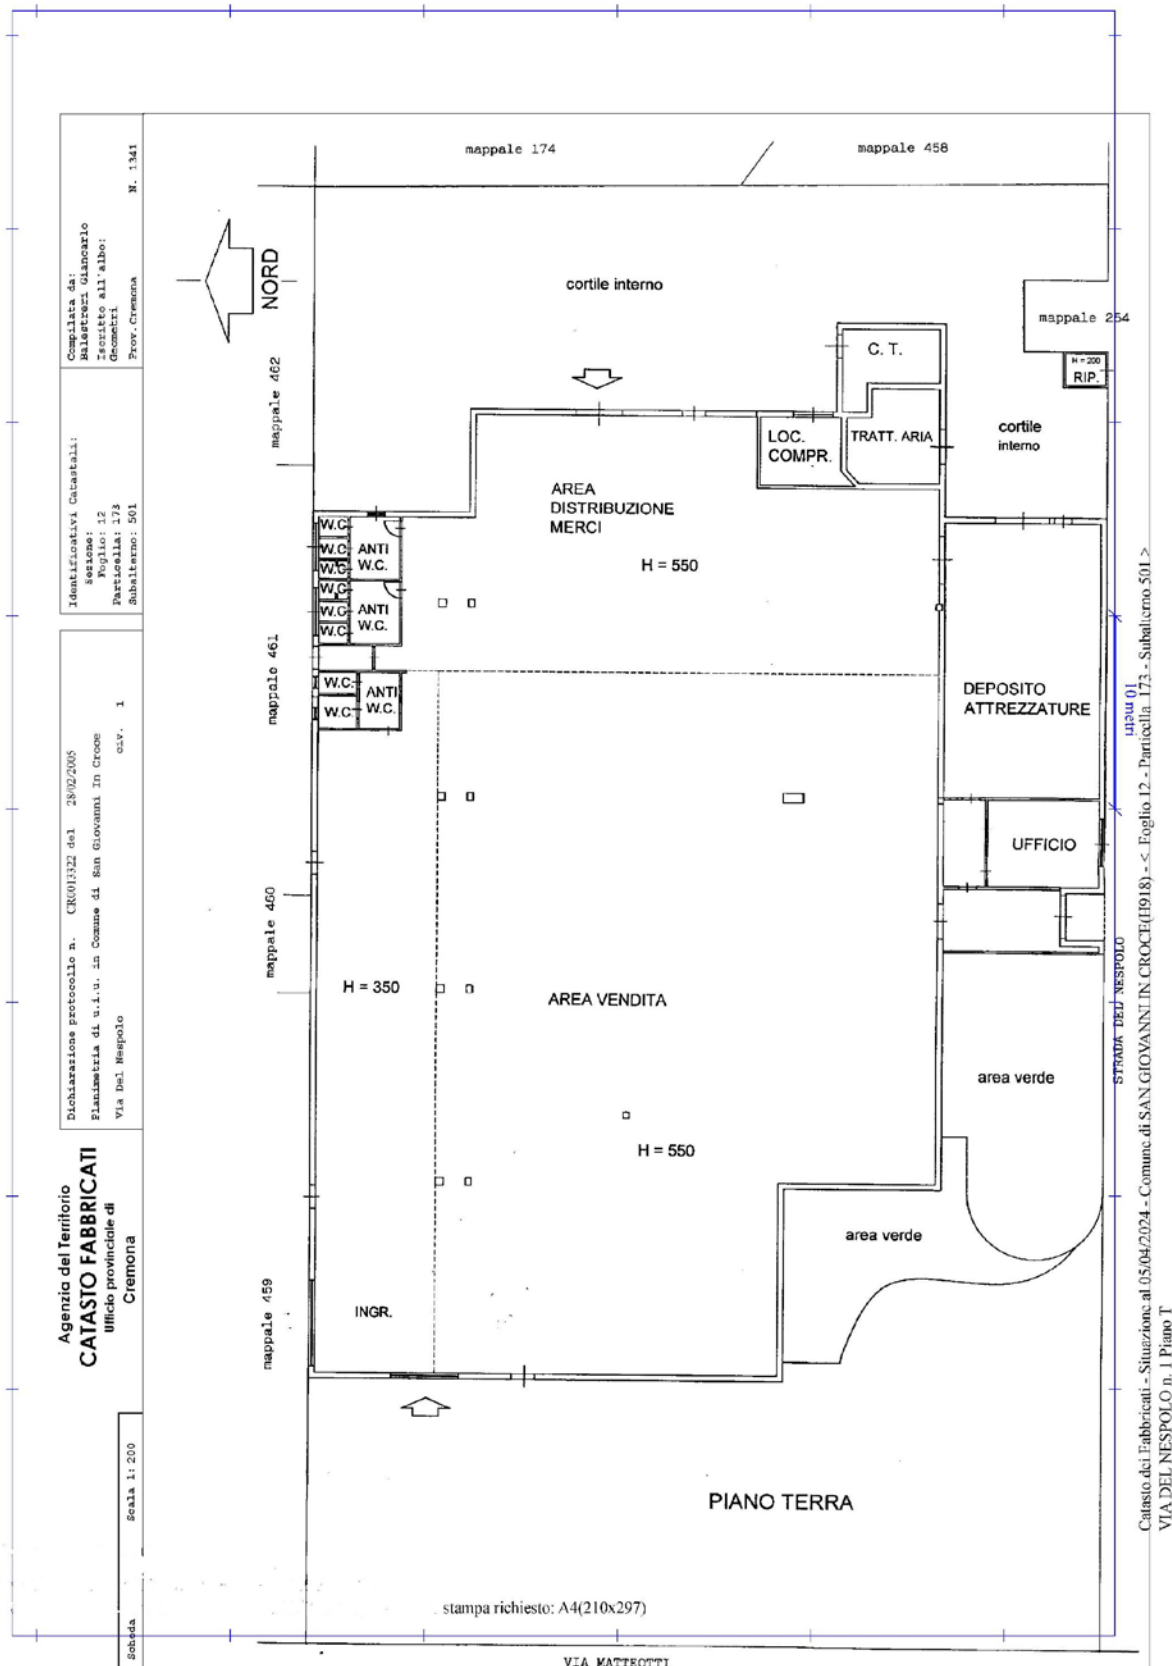 mappale 174
mappale 458
NORD
cortile interno
mappale 254
H = 200
RIP.
C. T.
cortile
interno
LOC.
COMPR.
TRATT. ARIA
AREA
DISTRIBUZIONE
MERCI
H = 550
W.C.
W.C.
W.C.
ANTI
W.C.
W.C.
W.C.
W.C.
ANTI
W.C.
W.C.
W.C.
ANTI
W.C.
DEPOSITO
ATTREZZATURE
UFFICIO
H = 350
AREA VENDITA
area verde
H = 550
area verde
INGR.
PIANO TERRA
stampa richiesto: A4(210x297)
VIA MATTEOTTI
mappale 462
mappale 461
mappale 460
mappale 459
STRADA DEL NESPOLO
10 metri
Compilata da:
Balestreri Giancarlo
Iscritto all'albo:
Geometri
Prov. Cremona N. 1341
Identificativi Catastali:
Sezione:
Foglio: 12
Particella: 173
Subalterno: 501
Dichiarazione protocollo n. CR0013322 del 28/02/2005
Planimetria di u.i.u. in Comune di San Giovanni In Croce
Via Del Nespolo civ. 1
Agenzia del Territorio
CATASTO FABBRICATI
Ufficio provinciale di
Cremona
Scheda Scala 1: 200
Catasto dei Fabbricati - Situazione al 05/04/2024 - Comune di SAN GIOVANNI IN CROCE(H918) - < Foglio 12 - Particella 173 - Subalterno 501 >
VIA DEL NESPOLO n. 1 Piano T